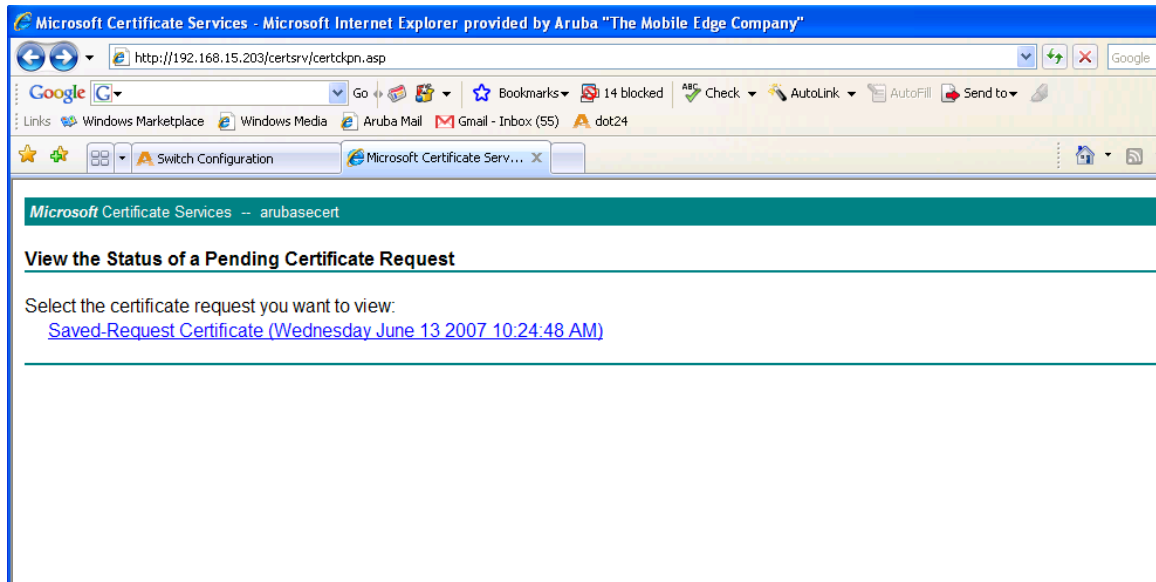 Microsoft Certificate Services - Microsoft Internet Explorer provided by Aruba "The Mobile Edge Company"
http://192.168.15.203/certsrv/certckpn.asp Google
Google G Go 14 blocked Bookmarks ABC Check AutoLink AutoFill Send to
Links Windows Marketplace Windows Media Aruba Mail Gmail - Inbox (55) dot24
Switch Configuration Microsoft Certificate Serv... X
Microsoft Certificate Services -- arubasecert
View the Status of a Pending Certificate Request
Select the certificate request you want to view:
Saved-Request Certificate (Wednesday June 13 2007 10:24:48 AM)